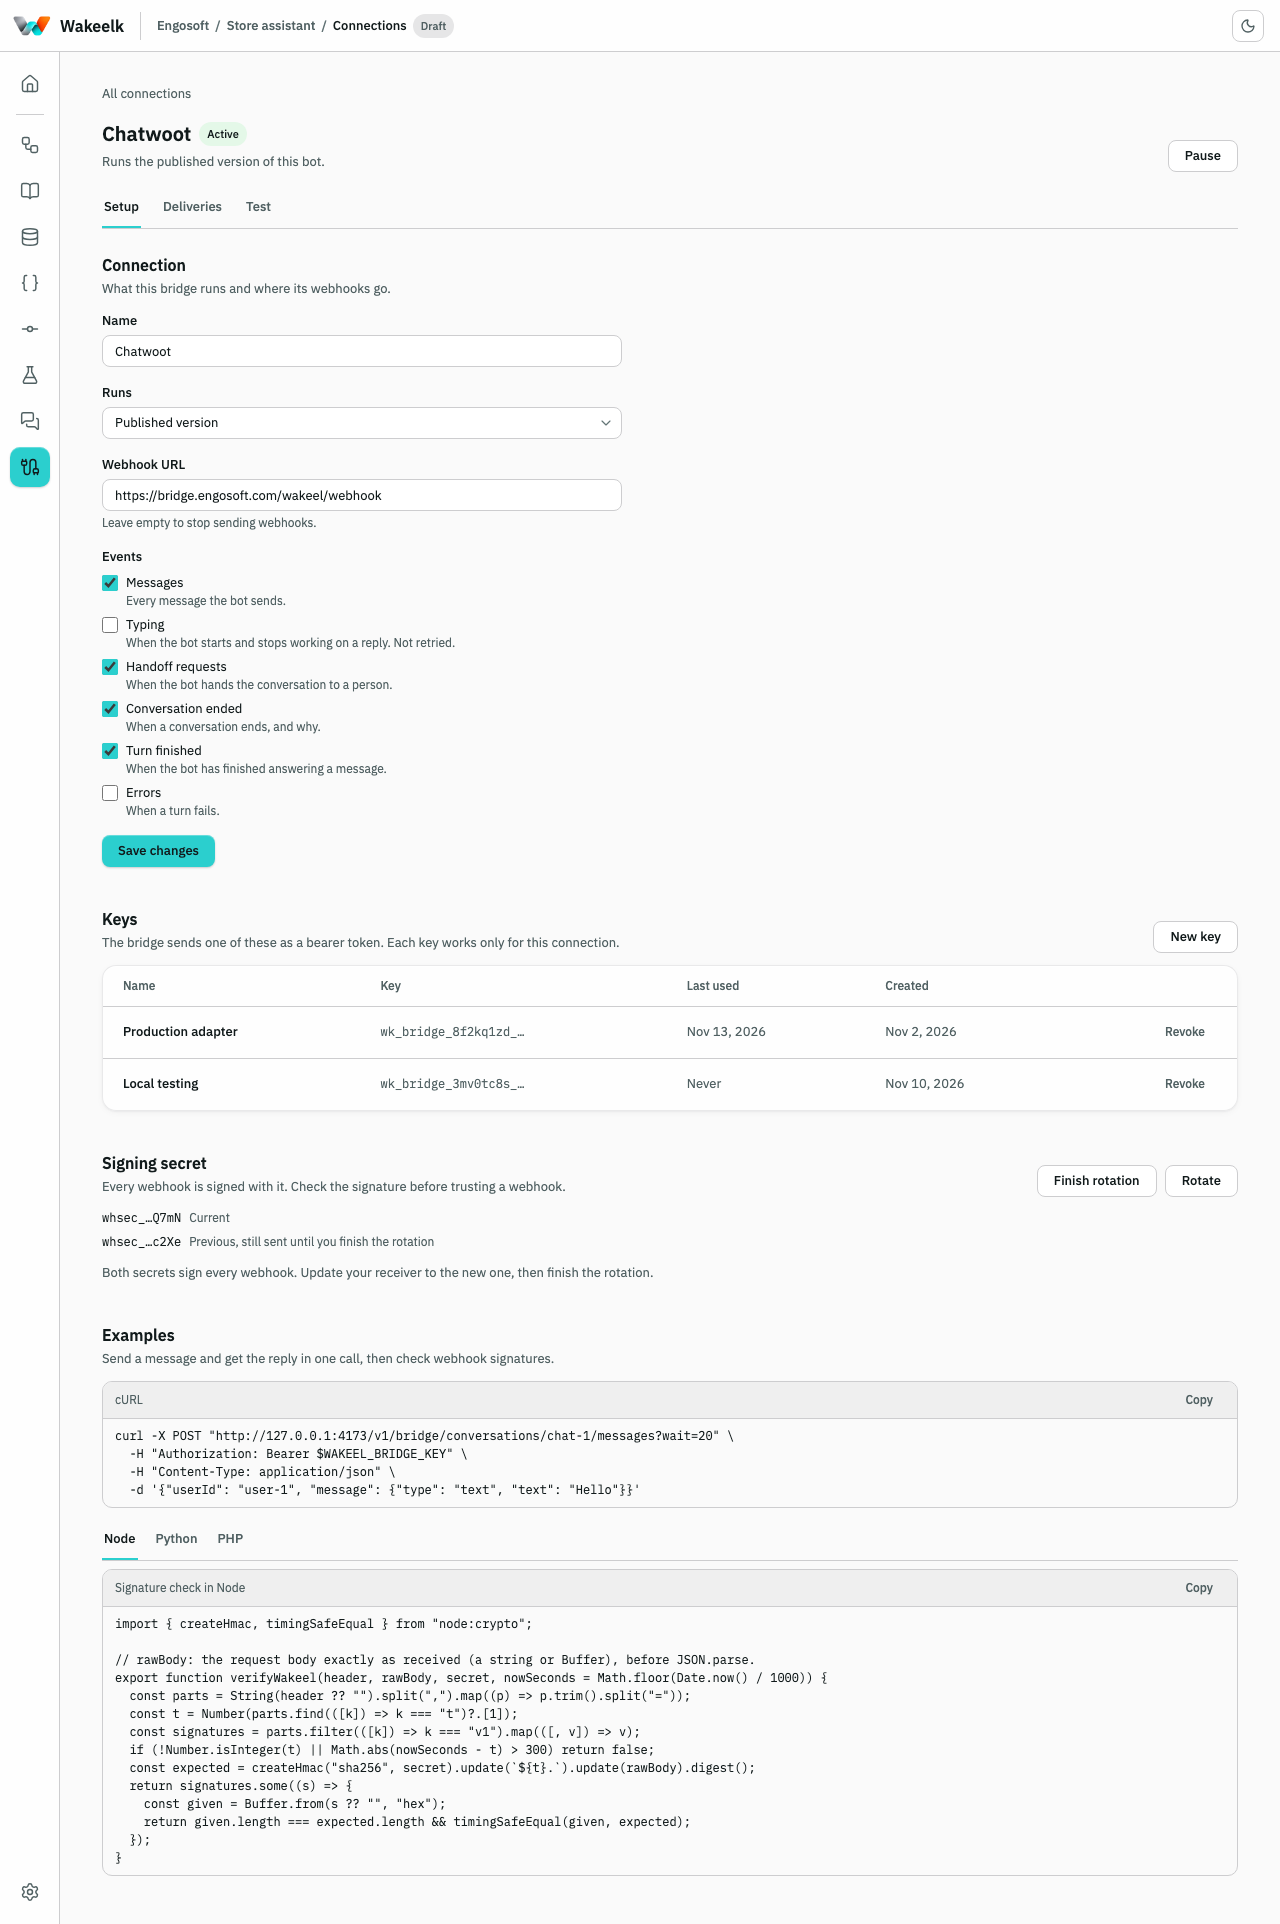 Wakeelk
Engosoft / Store assistant / Connections Draft
All connections
Chatwoot Active
Runs the published version of this bot.
Pause
Setup Deliveries Test
Connection
What this bridge runs and where its webhooks go.
Name
Chatwoot
Runs
Published version
Webhook URL
https://bridge.engosoft.com/wakeel/webhook
Leave empty to stop sending webhooks.
Events
Messages
Every message the bot sends.
Typing
When the bot starts and stops working on a reply. Not retried.
Handoff requests
When the bot hands the conversation to a person.
Conversation ended
When a conversation ends, and why.
Turn finished
When the bot has finished answering a message.
Errors
When a turn fails.
Save changes
Keys
The bridge sends one of these as a bearer token. Each key works only for this connection.
New key
Name Key Last used Created
Production adapter wk_bridge_8f2kq1zd_… Nov 13, 2026 Nov 2, 2026 Revoke
Local testing wk_bridge_3mv0tc8s_… Never Nov 10, 2026 Revoke
Signing secret
Every webhook is signed with it. Check the signature before trusting a webhook.
Finish rotation Rotate
whsec_…Q7mN Current
whsec_…c2Xe Previous, still sent until you finish the rotation
Both secrets sign every webhook. Update your receiver to the new one, then finish the rotation.
Examples
Send a message and get the reply in one call, then check webhook signatures.
cURL Copy
curl -X POST "http://127.0.0.1:4173/v1/bridge/conversations/chat-1/messages?wait=20" \
  -H "Authorization: Bearer $WAKEEL_BRIDGE_KEY" \
  -H "Content-Type: application/json" \
  -d '{"userId": "user-1", "message": {"type": "text", "text": "Hello"}}'
Node Python PHP
Signature check in Node Copy
import { createHmac, timingSafeEqual } from "node:crypto";
// rawBody: the request body exactly as received (a string or Buffer), before JSON.parse.
export function verifyWakeel(header, rawBody, secret, nowSeconds = Math.floor(Date.now() / 1000)) {
  const parts = String(header ?? "").split(",").map((p) => p.trim().split("="));
  const t = Number(parts.find(([k]) => k === "t")?.[1]);
  const signatures = parts.filter(([k]) => k === "v1").map(([, v]) => v);
  if (!Number.isInteger(t) || Math.abs(nowSeconds - t) > 300) return false;
  const expected = createHmac("sha256", secret).update(`${t}.`).update(rawBody).digest();
  return signatures.some((s) => {
    const given = Buffer.from(s ?? "", "hex");
    return given.length === expected.length && timingSafeEqual(given, expected);
  });
}